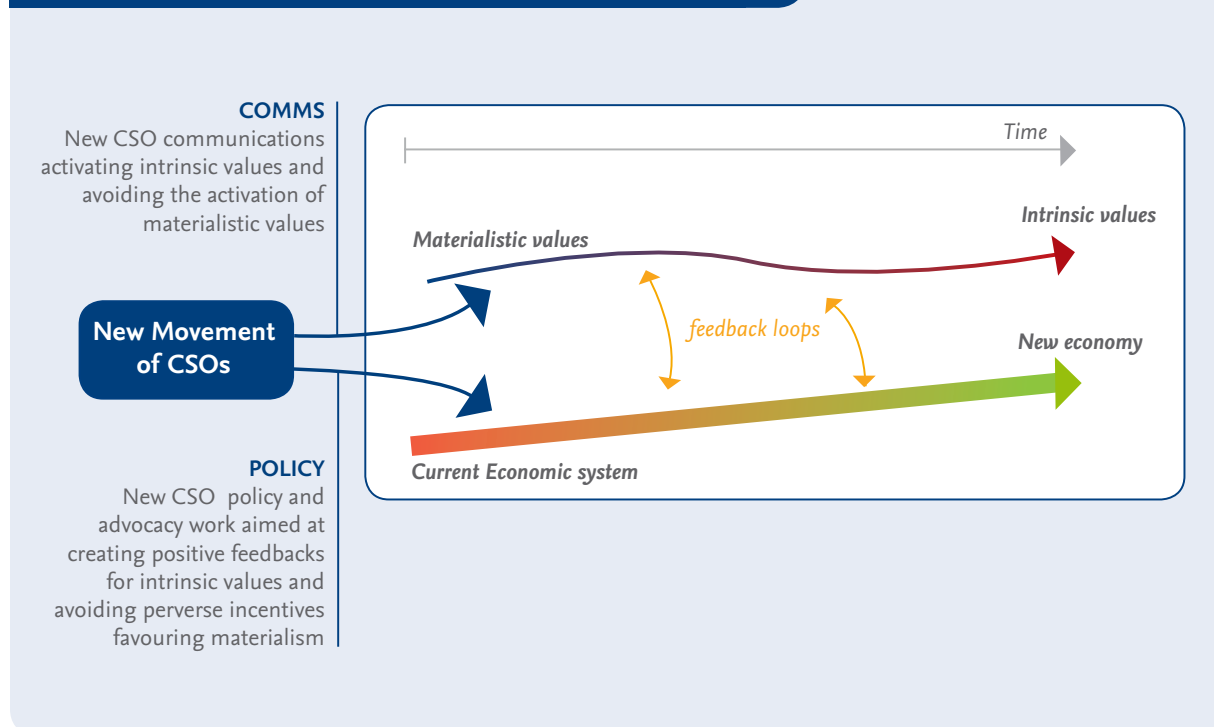 COMMS
New CSO communications
activating intrinsic values and
avoiding the activation of
materialistic values
New Movement
of CSOs
POLICY
New CSO  policy and
advocacy work aimed at
creating positive feedbacks
for intrinsic values and
avoiding perverse incentives
favouring materialism
Time
Intrinsic values
Materialistic values
feedback loops
New economy
Current Economic system